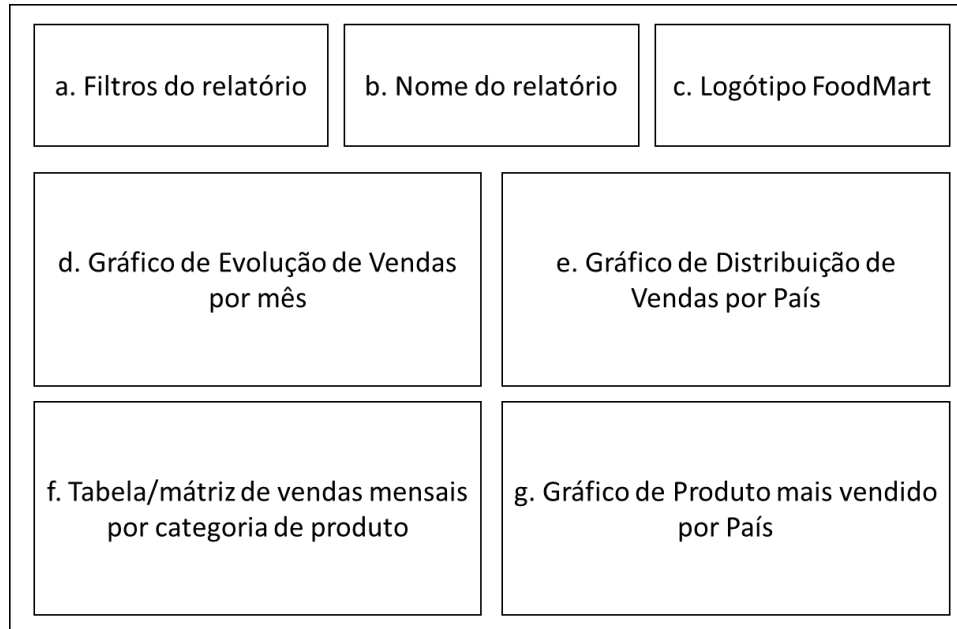 a. Filtros do relatório
b. Nome do relatório
c. Logótipo FoodMart
d. Gráfico de Evolução de Vendas
por mês
e. Gráfico de Distribuição de
Vendas por País
f. Tabela/mátriz de vendas mensais
por categoria de produto
g. Gráfico de Produto mais vendido
por País